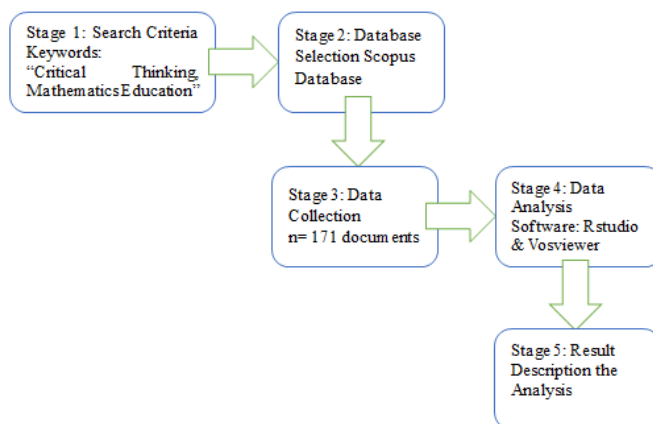 Stage 1: Search Criteria
Keywords:
“Critical Thinking,
Mathematics Education”
Stage 2: Database
Selection Scopus
Database
Stage 3: Data
Collection
n= 171 documents
Stage 4: Data
Analysis
Software: Rstudio
& Vosviewer
Stage 5: Result
Description the
Analysis